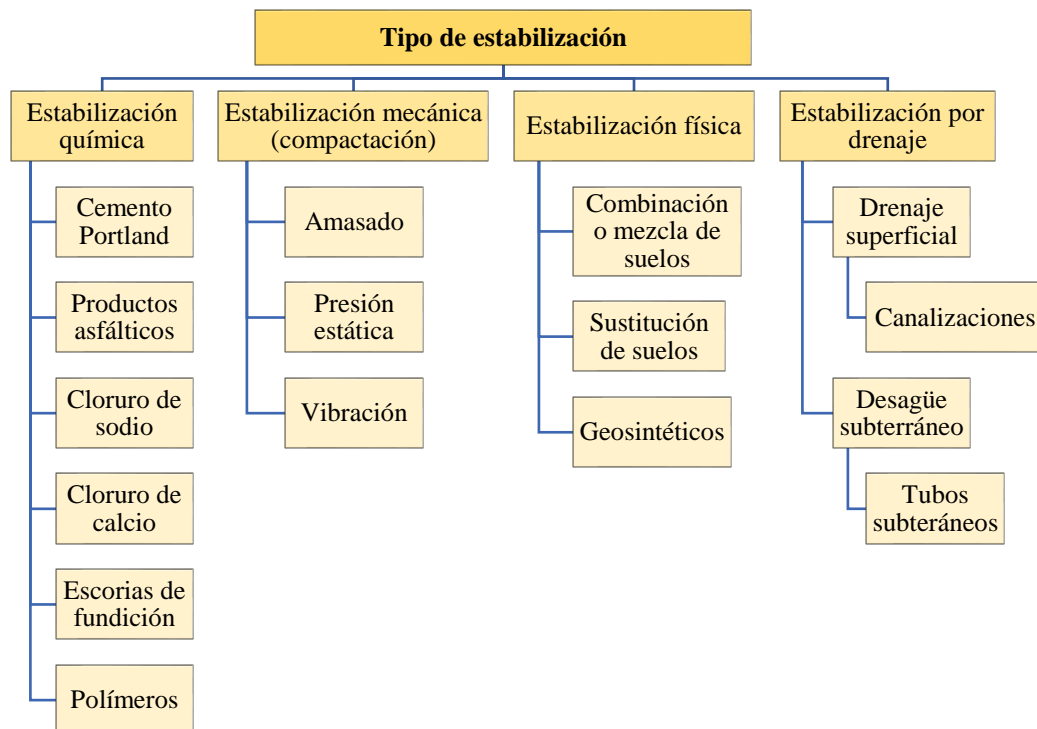 Tipo de estabilización
Estabilización
química
Cemento
Portland
Productos
asfálticos
Cloruro de
sodio
Cloruro de
calcio
Escorias de
fundición
Polímeros
Estabilización mecánica
(compactación)
Amasado
Presión
estática
Vibración
Estabilización física
Combinación
o mezcla de
suelos
Sustitución
de suelos
Geosintéticos
Estabilización por
drenaje
Drenaje
superficial
Canalizaciones
Desagüe
subterráneo
Tubos
subteráneos